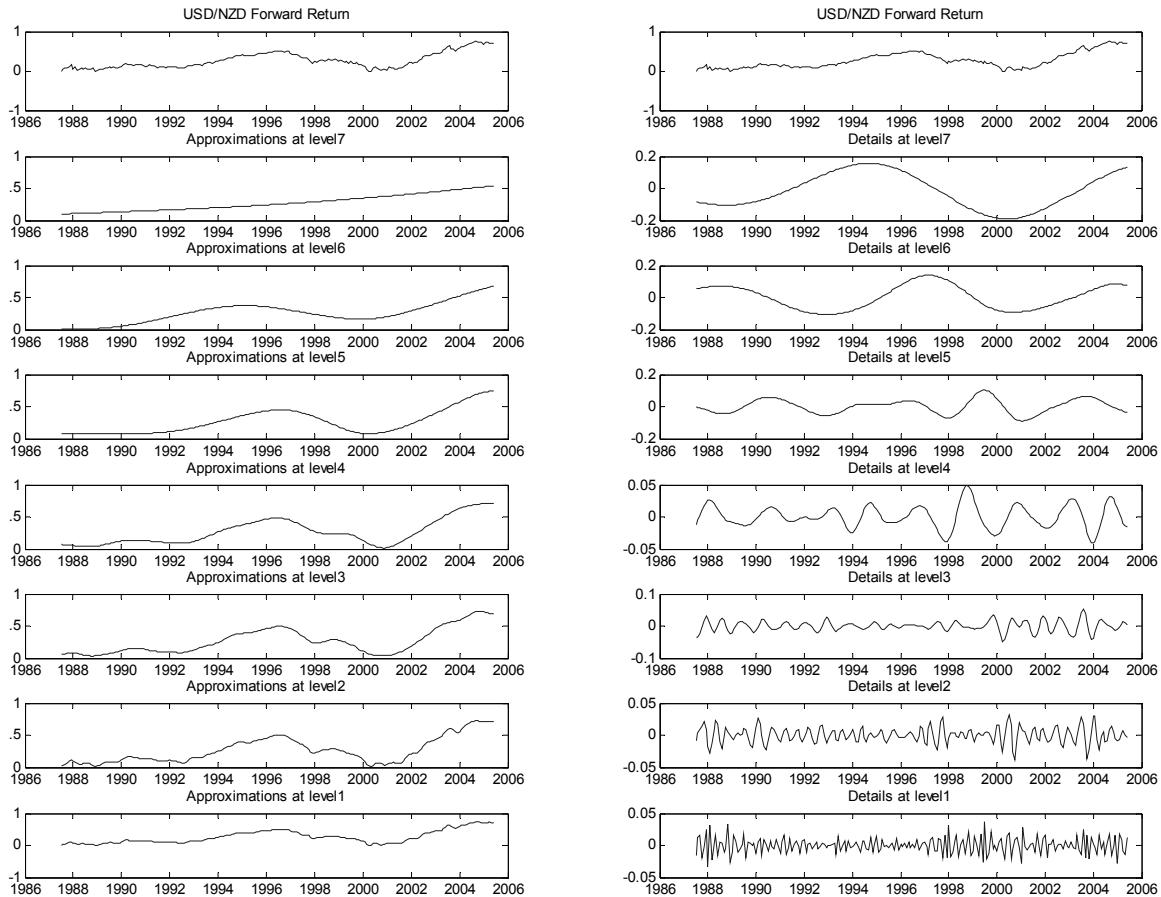 USD/NZD Forward Return
1
0
-1
1986 1988 1990 1992 1994 1996 1998 2000 2002 2004 2006
Approximations at level7
1
.5
0
1986 1988 1990 1992 1994 1996 1998 2000 2002 2004 2006
Approximations at level6
1
.5
0
1986 1988 1990 1992 1994 1996 1998 2000 2002 2004 2006
Approximations at level5
1
.5
0
1986 1988 1990 1992 1994 1996 1998 2000 2002 2004 2006
Approximations at level4
1
.5
0
1986 1988 1990 1992 1994 1996 1998 2000 2002 2004 2006
Approximations at level3
1
.5
0
1986 1988 1990 1992 1994 1996 1998 2000 2002 2004 2006
Approximations at level2
1
.5
0
1986 1988 1990 1992 1994 1996 1998 2000 2002 2004 2006
Approximations at level1
1
0
-1
1986 1988 1990 1992 1994 1996 1998 2000 2002 2004 2006
USD/NZD Forward Return
1
0
-1
1986 1988 1990 1992 1994 1996 1998 2000 2002 2004 2006
Details at level7
0.2
0
-0.2
1986 1988 1990 1992 1994 1996 1998 2000 2002 2004 2006
Details at level6
0.2
0
-0.2
1986 1988 1990 1992 1994 1996 1998 2000 2002 2004 2006
Details at level5
0.2
0
-0.2
1986 1988 1990 1992 1994 1996 1998 2000 2002 2004 2006
Details at level4
0.05
0
-0.05
1986 1988 1990 1992 1994 1996 1998 2000 2002 2004 2006
Details at level3
0.1
0
-0.1
1986 1988 1990 1992 1994 1996 1998 2000 2002 2004 2006
Details at level2
0.05
0
-0.05
1986 1988 1990 1992 1994 1996 1998 2000 2002 2004 2006
Details at level1
0.05
0
-0.05
1986 1988 1990 1992 1994 1996 1998 2000 2002 2004 2006